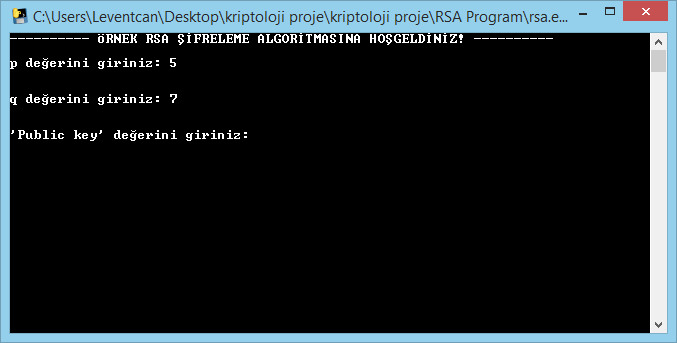 C:\Users\Leventcan\Desktop\kriptoloji proje\kriptoloji proje\RSA Program\rsa.e...
---------- ÖRNEK RSA ŞİFRELEME ALGORİTMASINA HOŞGELDİNİZ! ----------
p değerini giriniz: 5
q değerini giriniz: 7
'Public key' değerini giriniz: